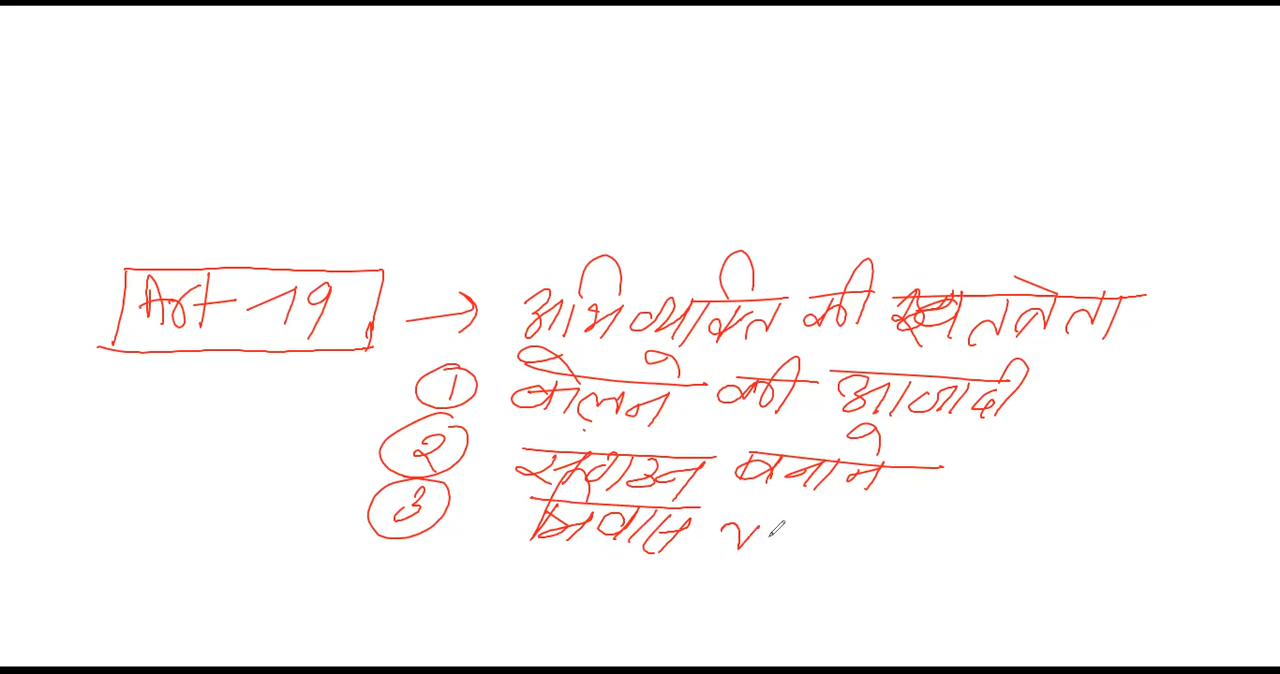 Art-19 → अभिव्यक्ति की स्वतंत्रता
① बोलने की आजादी
② संगठन बनाने
③ निवास